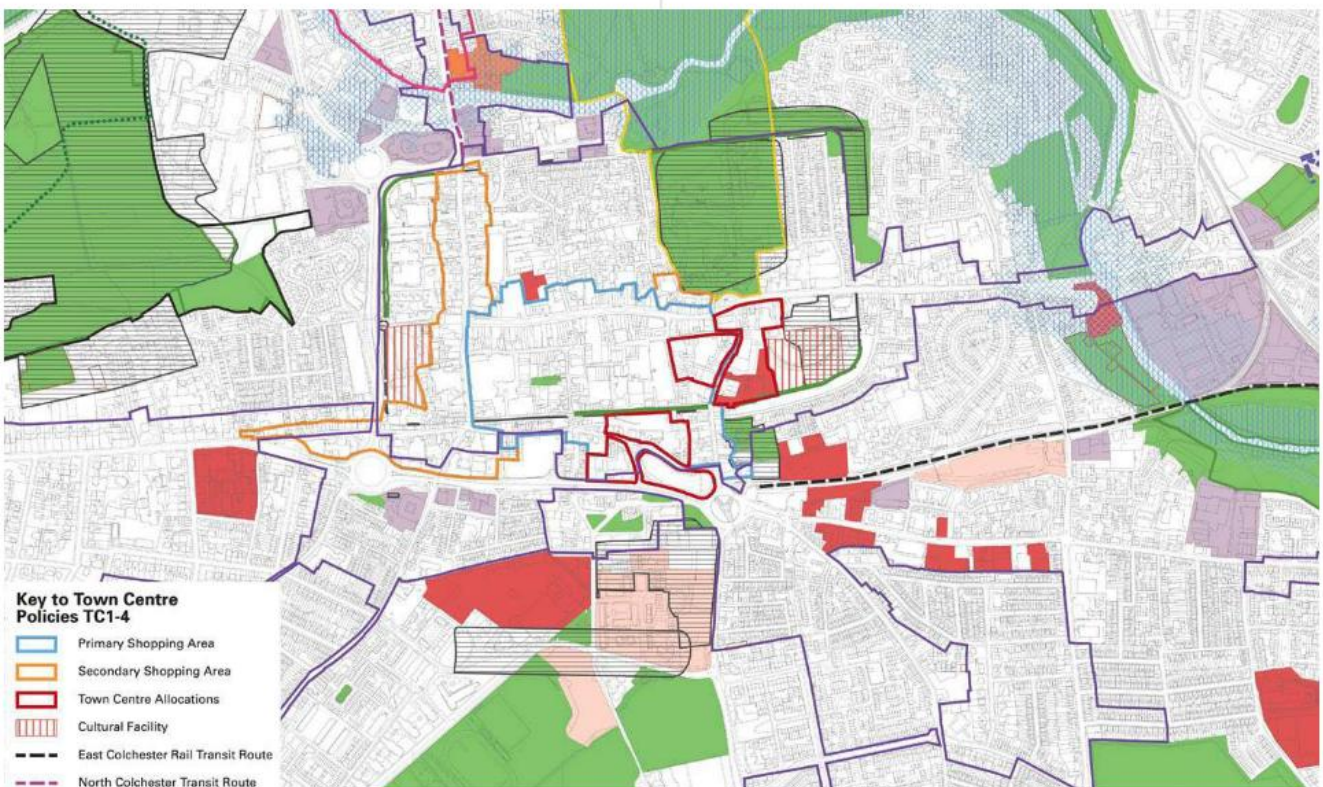 Key to Town Centre
Policies TC1-4
Primary Shopping Area
Secondary Shopping Area
Town Centre Allocations
Cultural Facility
East Colchester Rail Transit Route
North Colchester Transit Route